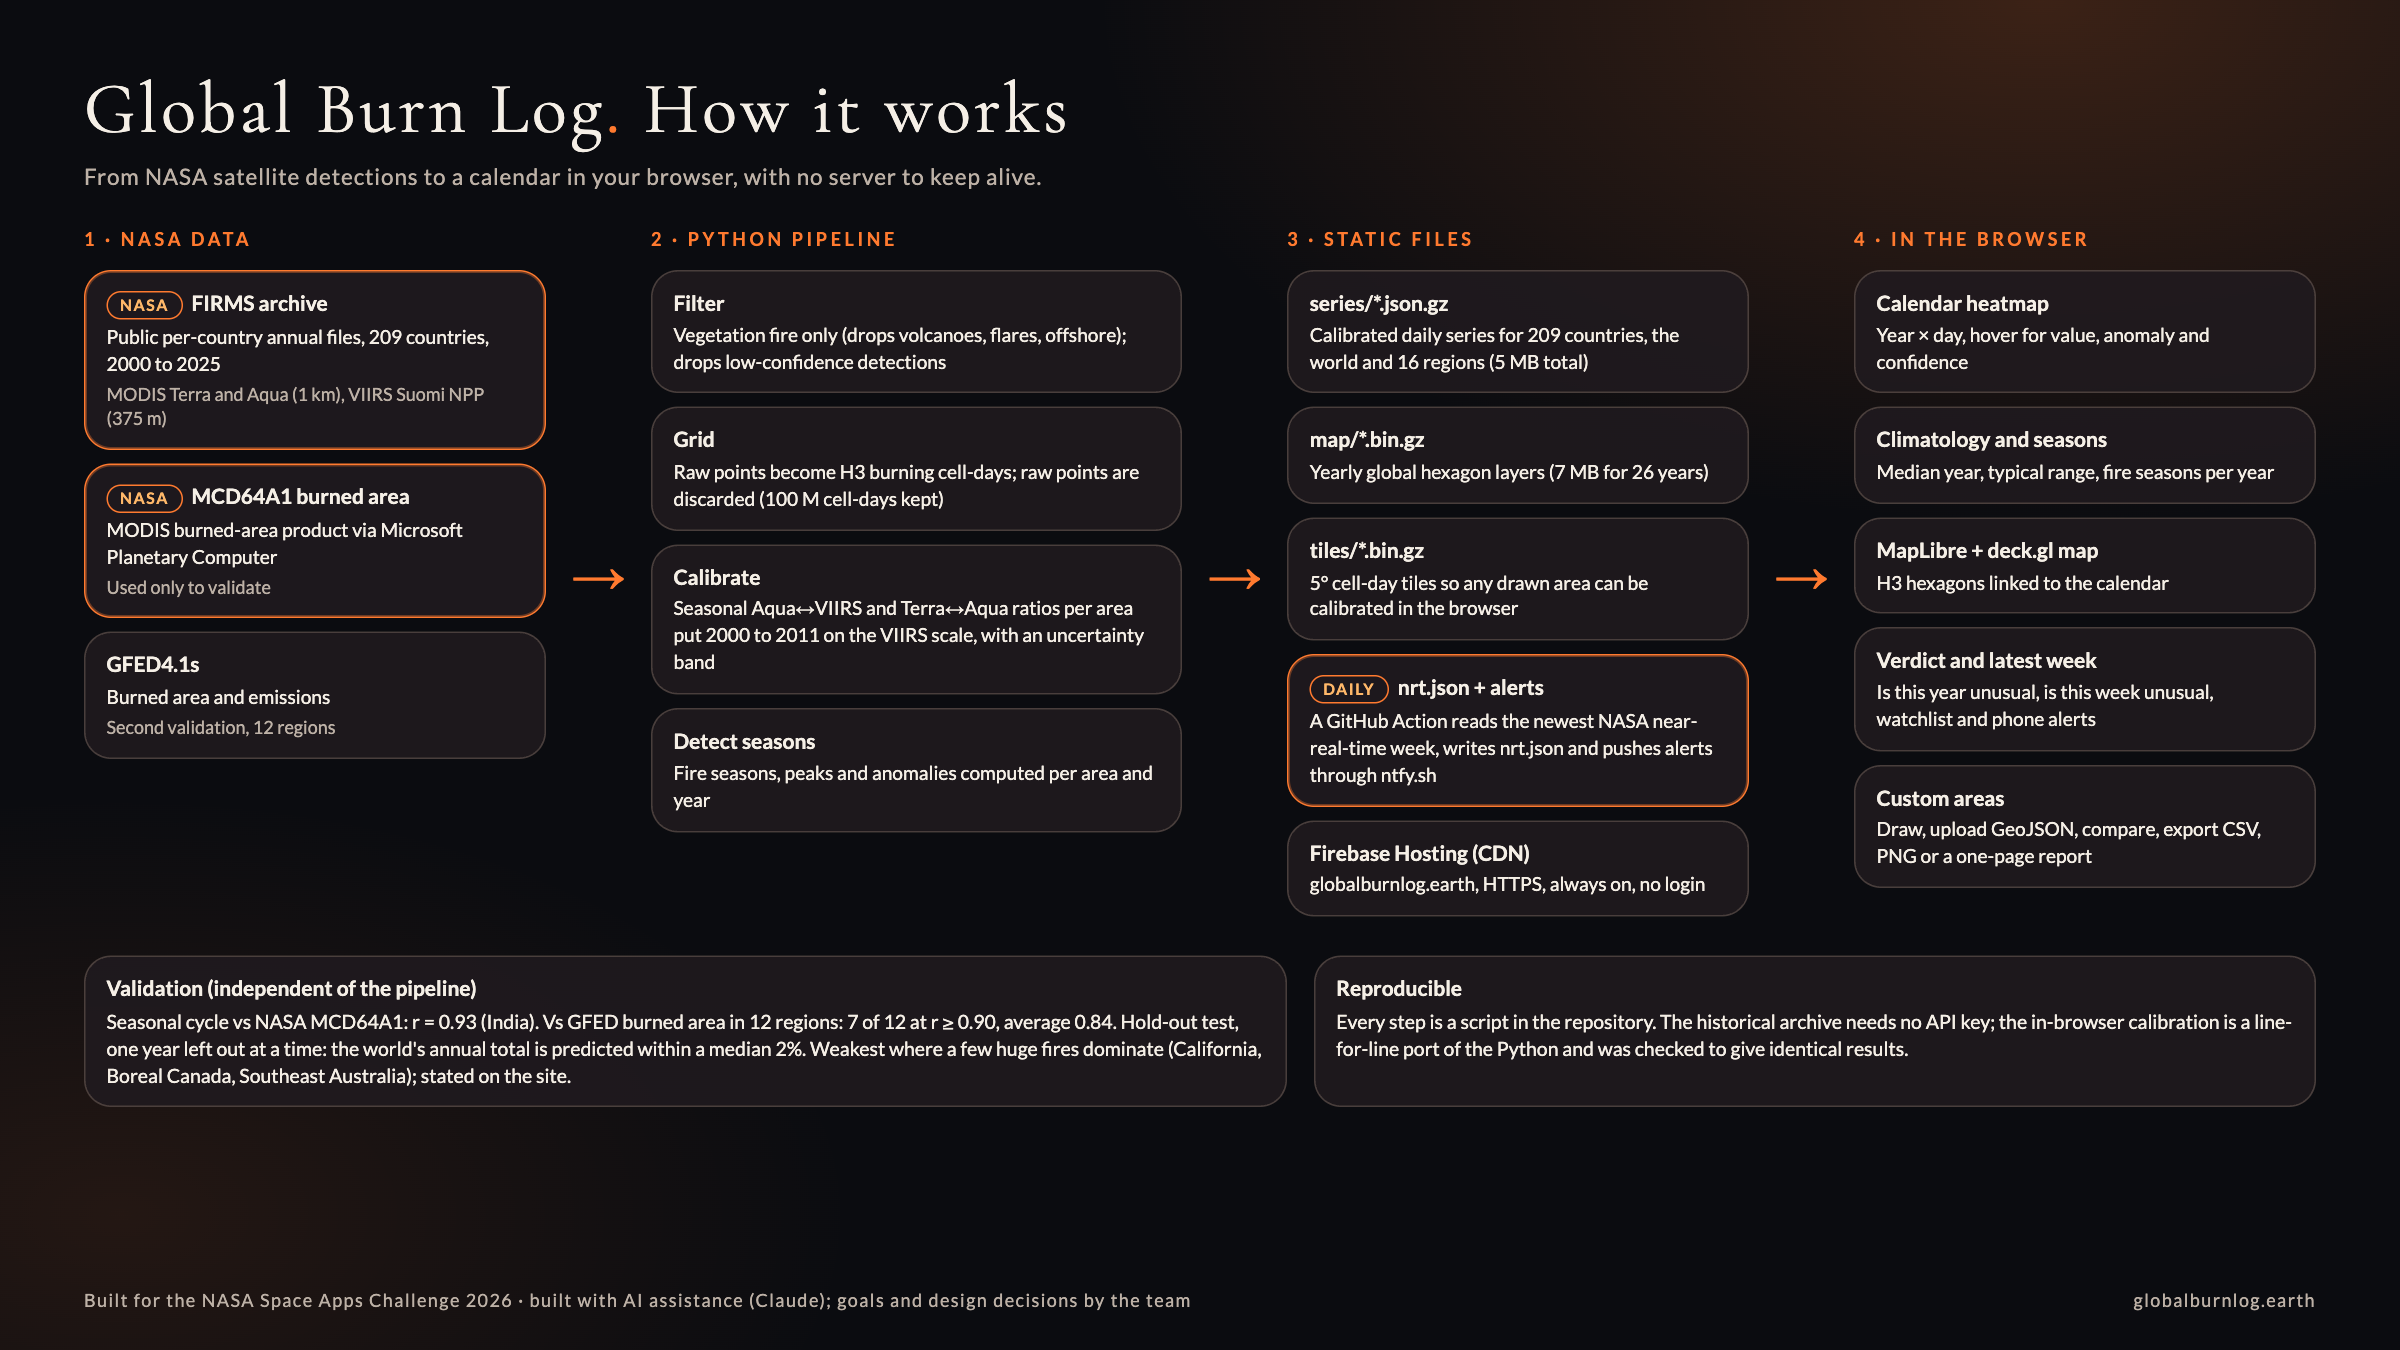 Global Burn Log. How it works
From NASA satellite detections to a calendar in your browser, with no server to keep alive.
1 · NASA DATA
NASA FIRMS archive
Public per-country annual files, 209 countries,
2000 to 2025
MODIS Terra and Aqua (1 km), VIIRS Suomi NPP
(375 m)
NASA MCD64A1 burned area
MODIS burned-area product via Microsoft
Planetary Computer
Used only to validate
GFED4.1s
Burned area and emissions
Second validation, 12 regions
→
2 · PYTHON PIPELINE
Filter
Vegetation fire only (drops volcanoes, flares, offshore);
drops low-confidence detections
Grid
Raw points become H3 burning cell-days; raw points are
discarded (100 M cell-days kept)
Calibrate
Seasonal Aqua↔VIIRS and Terra↔Aqua ratios per area
put 2000 to 2011 on the VIIRS scale, with an uncertainty
band
Detect seasons
Fire seasons, peaks and anomalies computed per area and
year
→
3 · STATIC FILES
series/*.json.gz
Calibrated daily series for 209 countries, the
world and 16 regions (5 MB total)
map/*.bin.gz
Yearly global hexagon layers (7 MB for 26 years)
tiles/*.bin.gz
5° cell-day tiles so any drawn area can be
calibrated in the browser
DAILY nrt.json + alerts
A GitHub Action reads the newest NASA near-
real-time week, writes nrt.json and pushes alerts
through ntfy.sh
Firebase Hosting (CDN)
globalburnlog.earth, HTTPS, always on, no login
→
4 · IN THE BROWSER
Calendar heatmap
Year × day, hover for value, anomaly and
confidence
Climatology and seasons
Median year, typical range, fire seasons per year
MapLibre + deck.gl map
H3 hexagons linked to the calendar
Verdict and latest week
Is this year unusual, is this week unusual,
watchlist and phone alerts
Custom areas
Draw, upload GeoJSON, compare, export CSV,
PNG or a one-page report
Validation (independent of the pipeline)
Seasonal cycle vs NASA MCD64A1: r = 0.93 (India). Vs GFED burned area in 12 regions: 7 of 12 at r ≥ 0.90, average 0.84. Hold-out test,
one year left out at a time: the world's annual total is predicted within a median 2%. Weakest where a few huge fires dominate (California,
Boreal Canada, Southeast Australia); stated on the site.
Reproducible
Every step is a script in the repository. The historical archive needs no API key; the in-browser calibration is a line-
for-line port of the Python and was checked to give identical results.
Built for the NASA Space Apps Challenge 2026 · built with AI assistance (Claude); goals and design decisions by the team
globalburnlog.earth